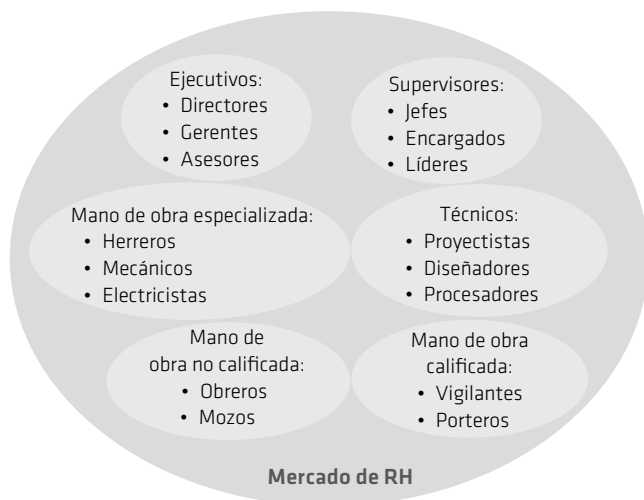 Ejecutivos:
• Directores
• Gerentes
• Asesores
Supervisores:
• Jefes
• Encargados
• Líderes
Mano de obra especializada:
• Herreros
• Mecánicos
• Electricistas
Técnicos:
• Proyectistas
• Diseñadores
• Procesadores
Mano de
obra no calificada:
• Obreros
• Mozos
Mano de obra
calificada:
• Vigilantes
• Porteros
Mercado de RH